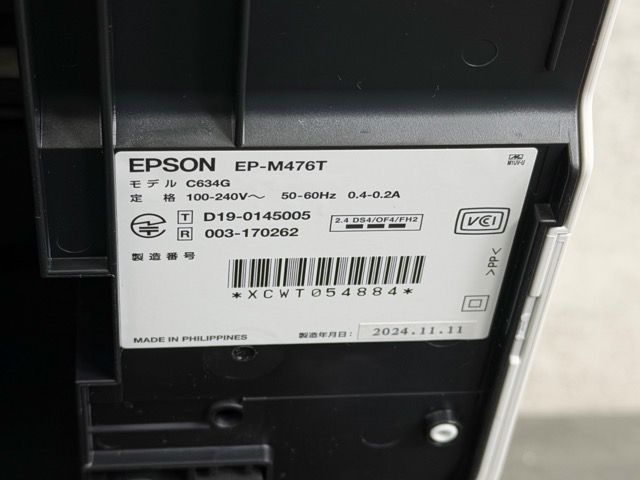 EPSON EP-M476T
モデル C634G
定 格 100-240V～ 50-60Hz 0.4-0.2A
T D19-0145005
R 003-170262
2.4 DS4/OF4/FH2
VCI
>PP<
製造番号
*XCWT054884*
MADE IN PHILIPPINES
製造年月日: 2024.11.11